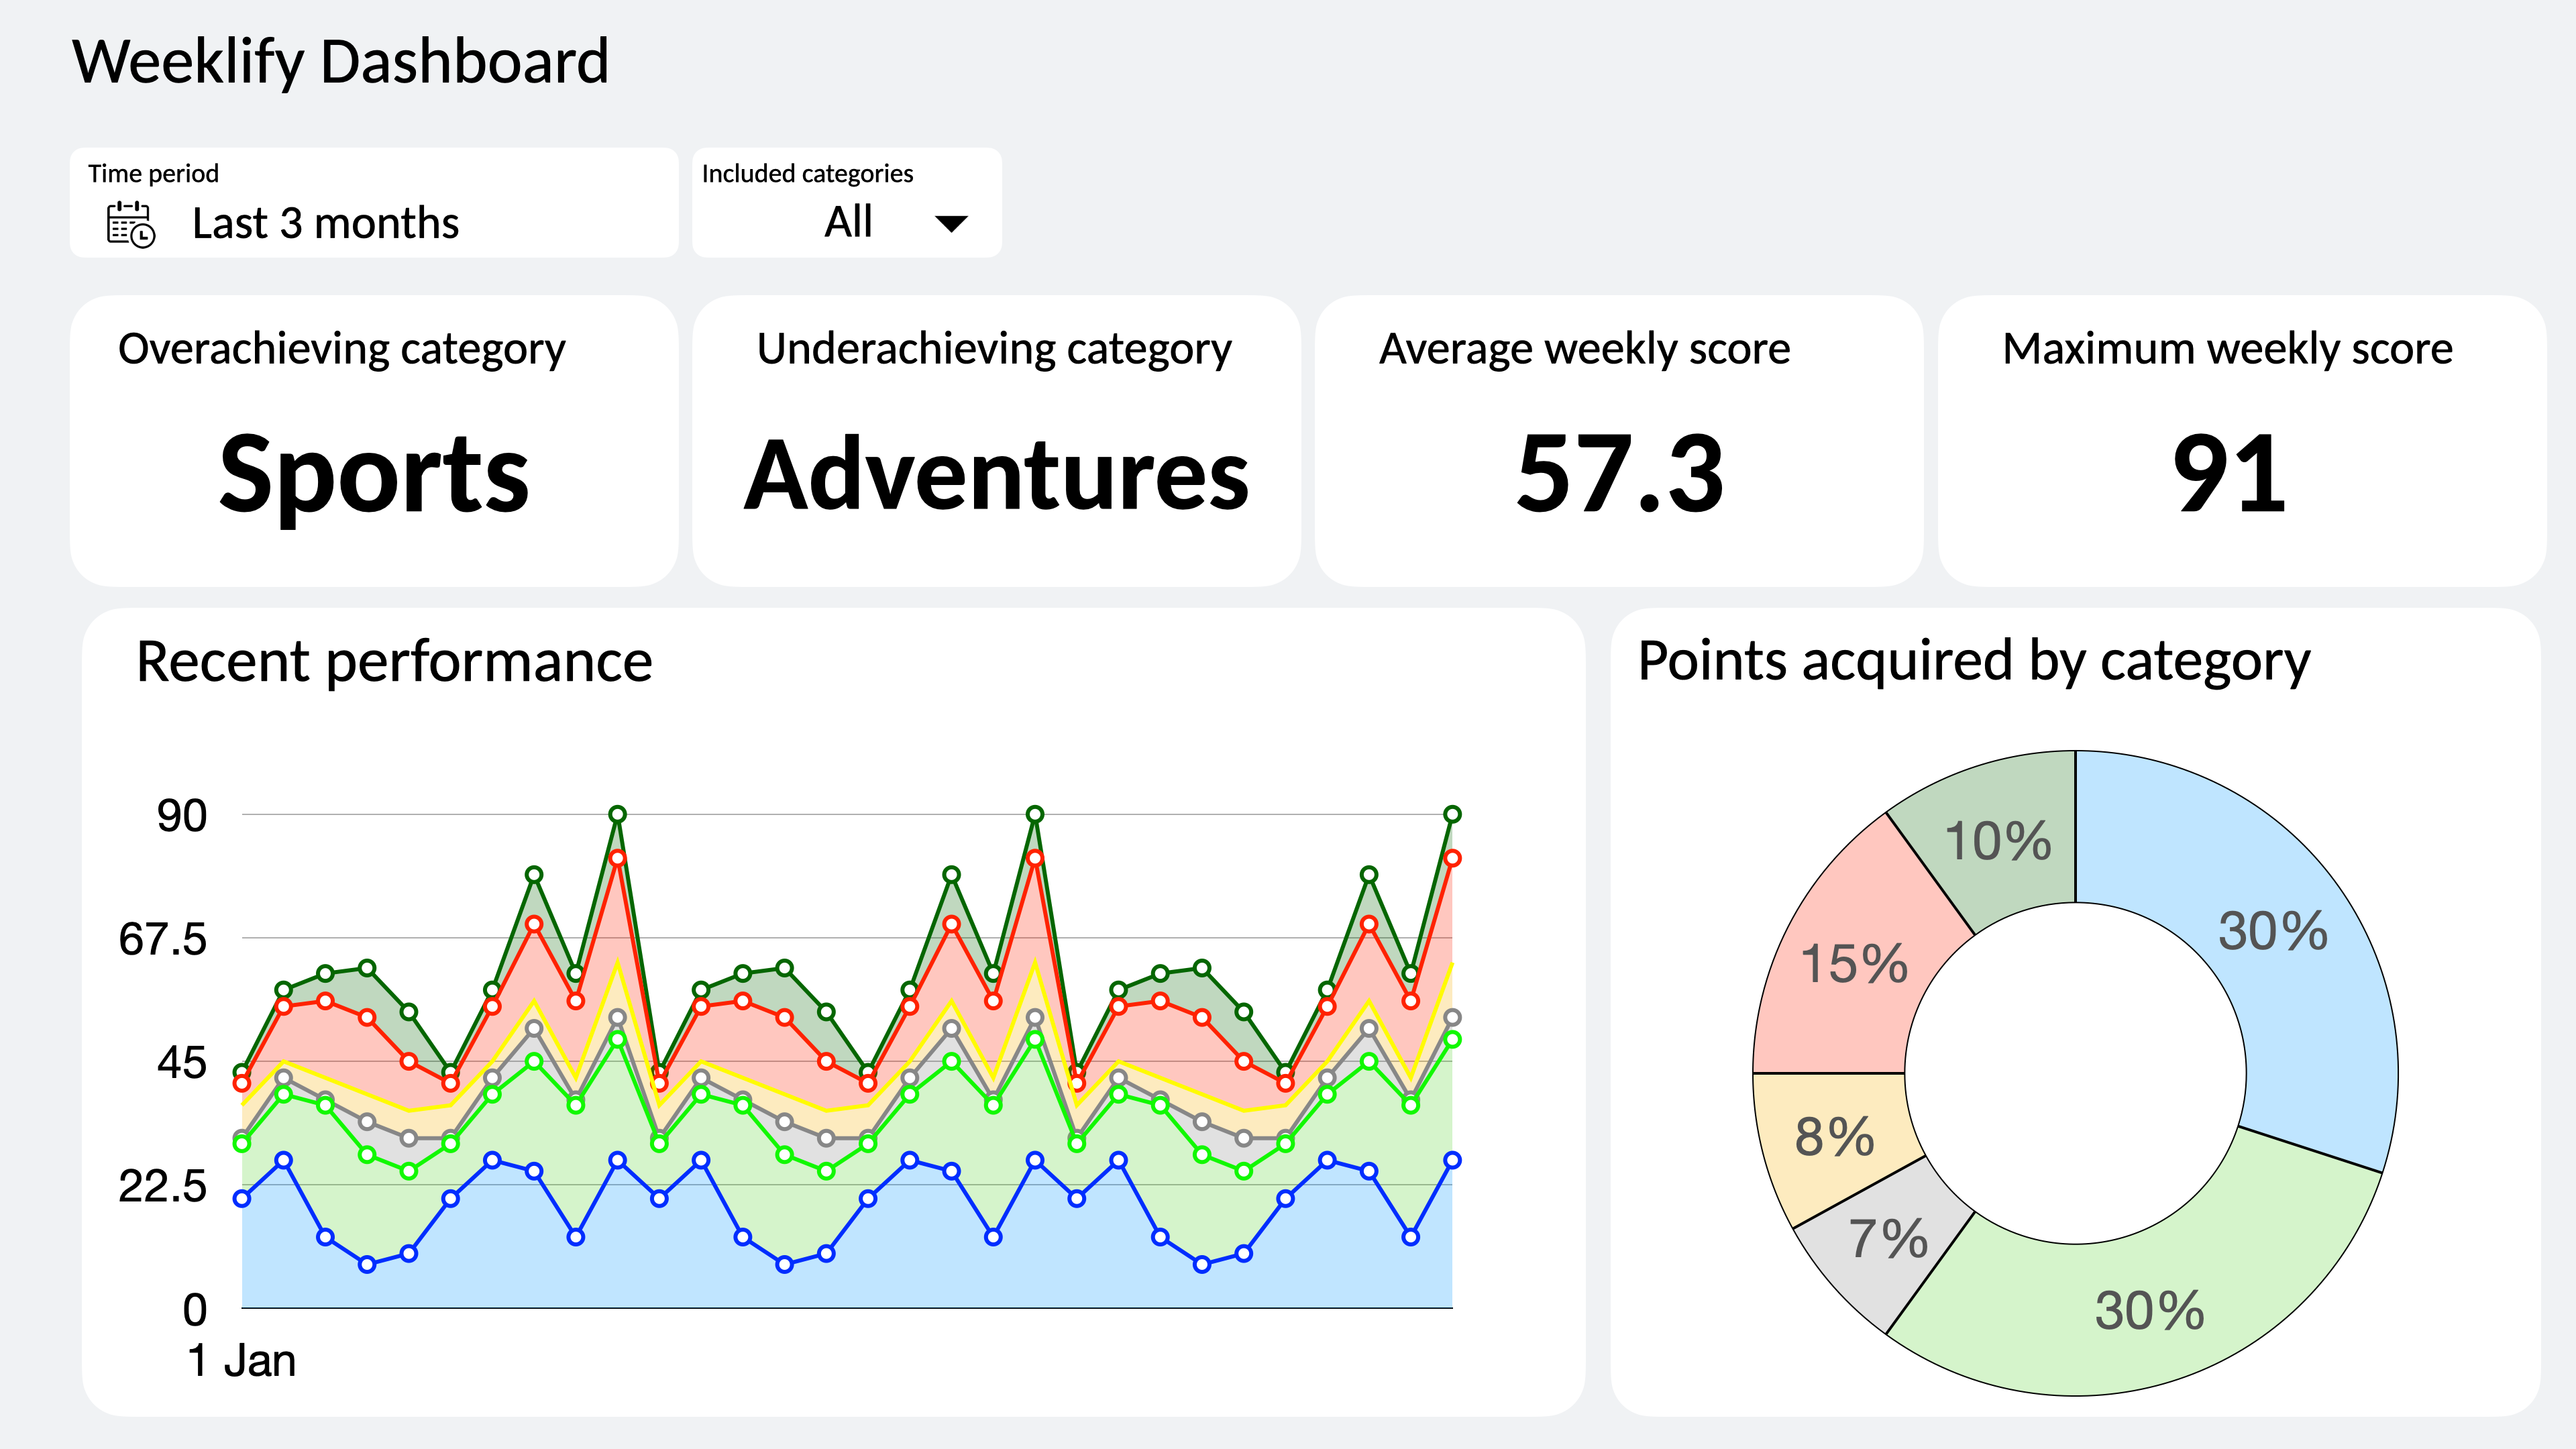 Weeklify Dashboard
Time period
Last 3 months
Included categories
All
Overachieving category
Sports
Underachieving category
Adventures
Average weekly score
57.3
Maximum weekly score
91
Recent performance
90
67.5
45
22.5
0
1 Jan
Points acquired by category
10%
30%
15%
8%
7%
30%